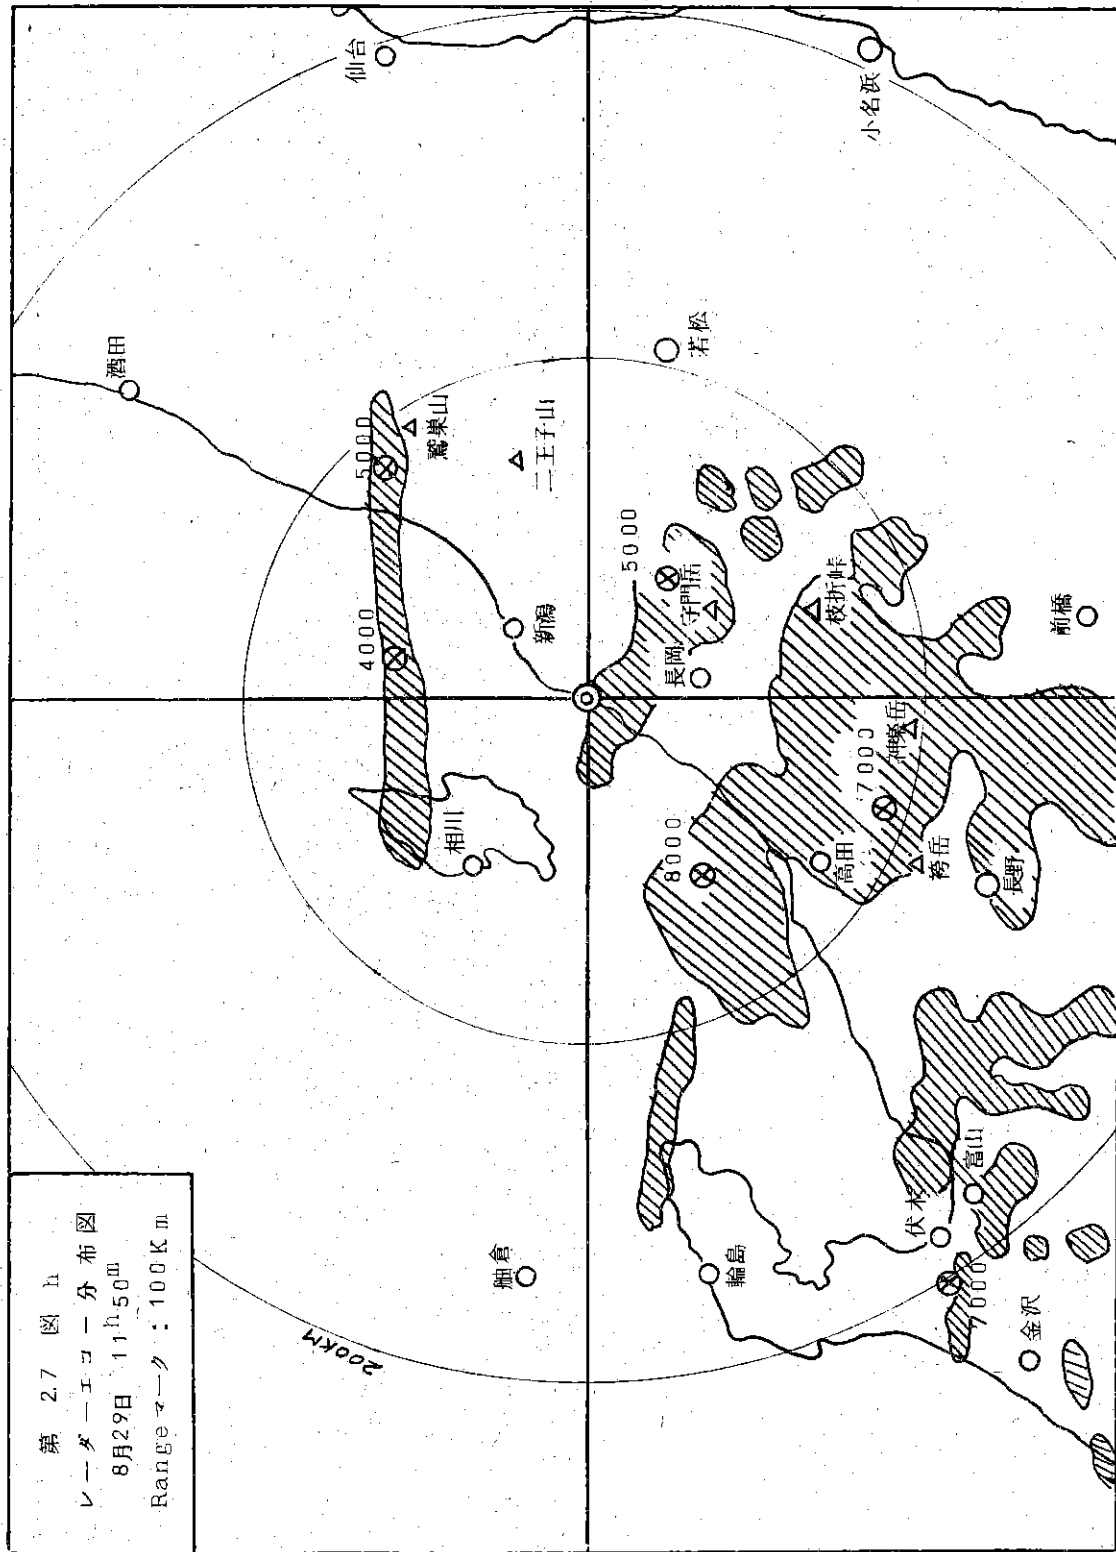 第 2.7 図 h
レーダーエコー分布図
8月29日 11h50m
Rangeマーク:100Km
200KM
仙台
小名浜
酒田
若松
鷲巣山
二王子山
5000
4000
新潟
5000
守門岳
長岡
枝折峠
前橋
相川
8000
7000
神楽岳
高田
袴岳
長野
舳倉
輪島
伏木
富山
7000
金沢